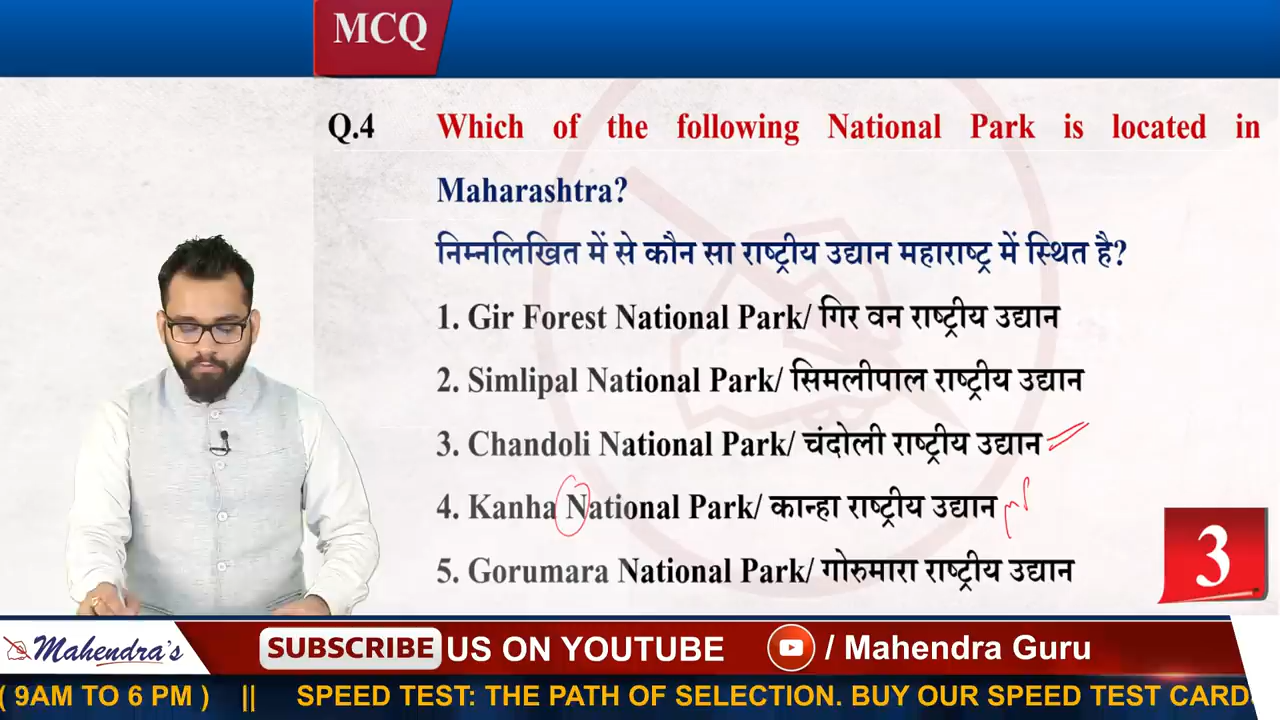 MCQ
Q.4 Which of the following National Park is located in
Maharashtra?
निम्नलिखित में से कौन सा राष्ट्रीय उद्यान महाराष्ट्र में स्थित है?
1. Gir Forest National Park/ गिर वन राष्ट्रीय उद्यान
2. Simlipal National Park/ सिमलीपाल राष्ट्रीय उद्यान
3. Chandoli National Park/ चंदोली राष्ट्रीय उद्यान
4. Kanha National Park/ कान्हा राष्ट्रीय उद्यान
5. Gorumara National Park/ गोरुमारा राष्ट्रीय उद्यान
3
Mahendra's SUBSCRIBE US ON YOUTUBE / Mahendra Guru
( 9AM TO 6 PM ) || SPEED TEST: THE PATH OF SELECTION. BUY OUR SPEED TEST CARD